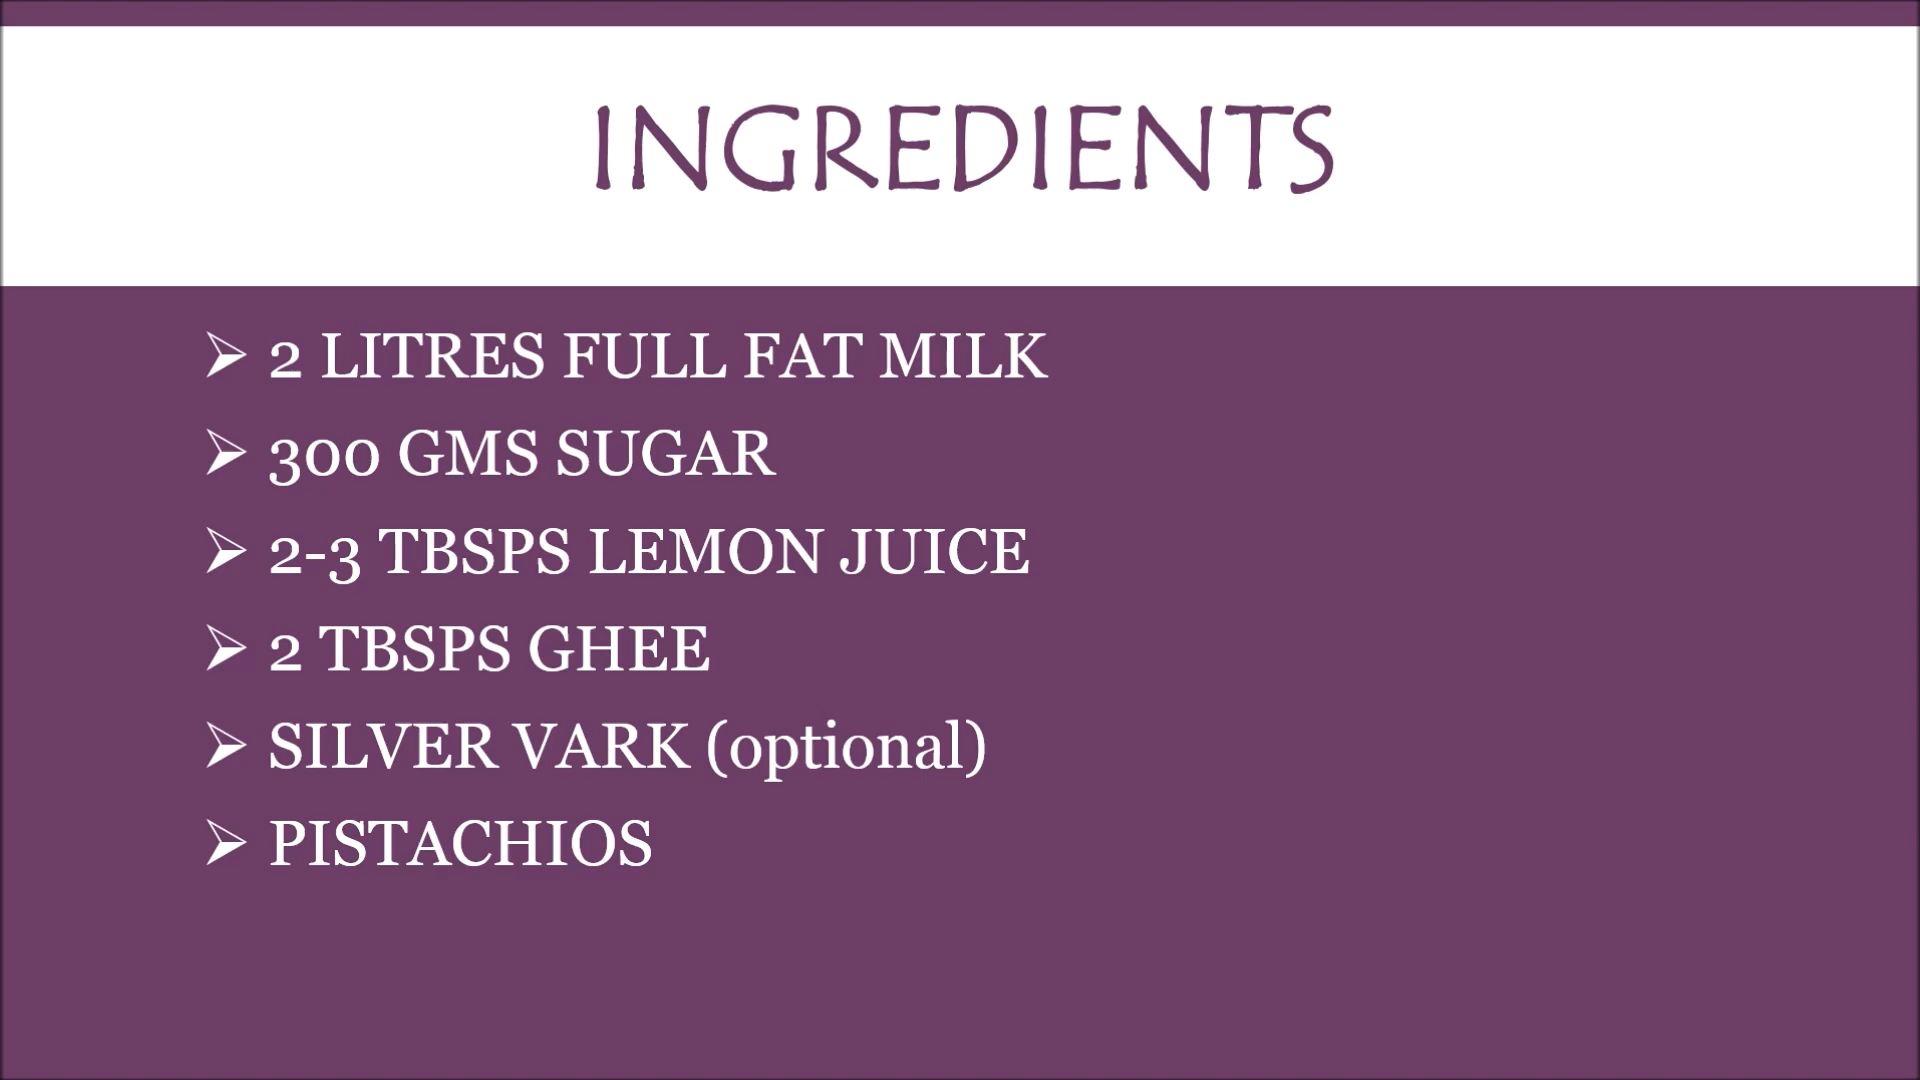 INGREDIENTS
➢ 2 LITRES FULL FAT MILK
➢ 300 GMS SUGAR
➢ 2-3 TBSPS LEMON JUICE
➢ 2 TBSPS GHEE
➢ SILVER VARK (optional)
➢ PISTACHIOS